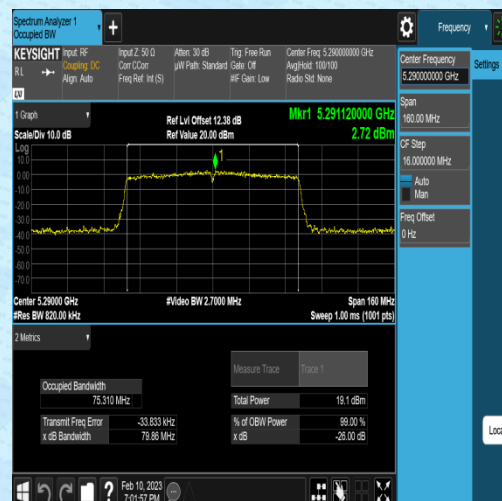 Spectrum Analyzer 1
Occupied BW
Frequency
KEYSIGHT
Input: RF
Coupling: DC
Align: Auto
Input Z: 50 Ω
Corr CCorr
Freq Ref: Int (S)
Atten: 30 dB
µW Path: Standard
Trig: Free Run
Gate: Off
#IF Gain: Low
Center Freq: 5.290000000 GHz
Avg|Hold: 100/100
Radio Std: None
R L
1 Graph
Scale/Div 10.0 dB
Ref Lvl Offset 12.38 dB
Ref Value 20.00 dBm
Mkr1 5.291120000 GHz
2.72 dBm
Log
10.0
0.00
-10.0
-20.0
-30.0
-40.0
-50.0
-60.0
-70.0
1
Center 5.29000 GHz
#Res BW 820.00 kHz
#Video BW 2.7000 MHz
Span 160 MHz
Sweep 1.00 ms (1001 pts)
2 Metrics
Measure Trace
Trace 1
Occupied Bandwidth
75.310 MHz
Total Power
19.1 dBm
Transmit Freq Error
-33.833 kHz
% of OBW Power
99.00 %
x dB Bandwidth
79.86 MHz
x dB
-26.00 dB
Feb 10, 2023
7:01:57 PM
Center Frequency
5.290000000 GHz
Settings
Span
160.00 MHz
CF Step
16.000000 MHz
Auto
Man
Freq Offset
0 Hz
Loca